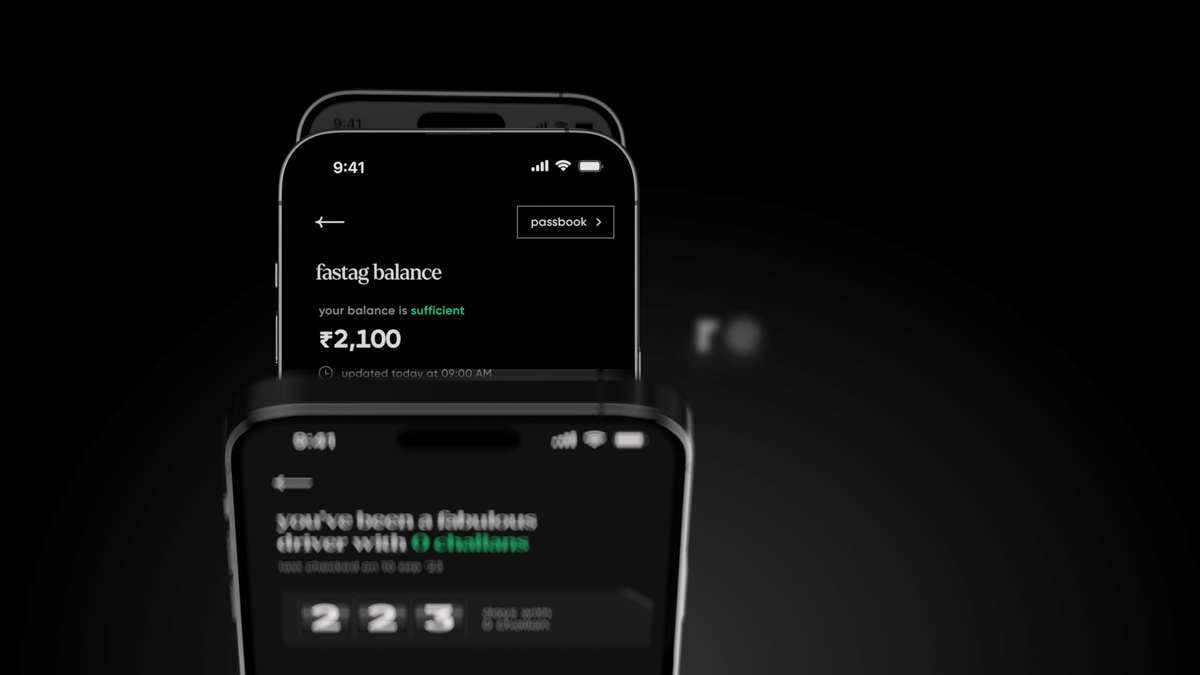 9:41
9:41
passbook >
fastag balance
your balance is sufficient
₹2,100
updated today at 09:00 AM
9:41
you've been a fabulous
driver with 0 challans
last checked on
2 2 3
days with
0 challan